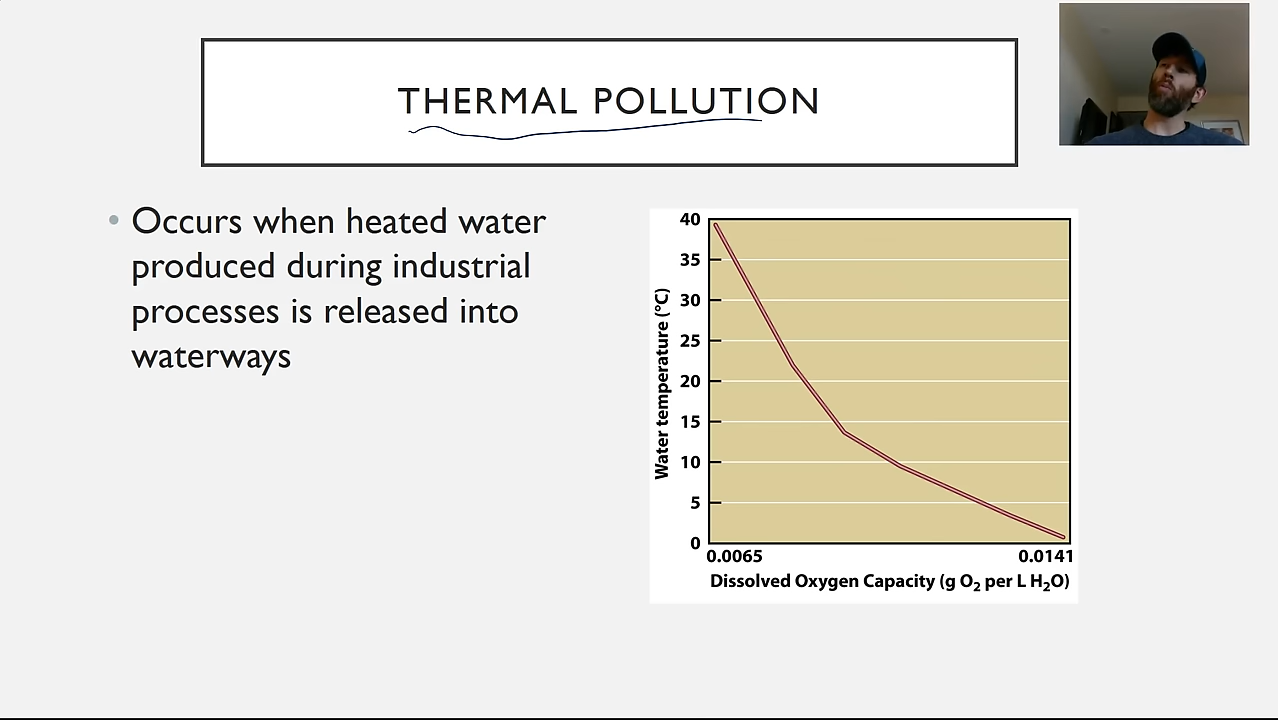 THERMAL POLLUTION
• Occurs when heated water
produced during industrial
processes is released into
waterways
Water temperature (°C)
40
35
30
25
20
15
10
5
0
0.0065 0.0141
Dissolved Oxygen Capacity (g O₂ per L H₂O)